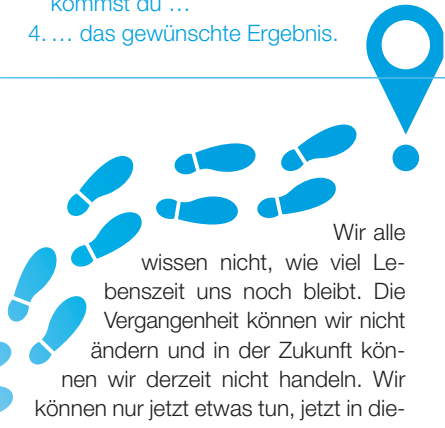 kommst du …
4. … das gewünschte Ergebnis.
Wir alle
wissen nicht, wie viel Le-
benszeit uns noch bleibt. Die
Vergangenheit können wir nicht
ändern und in der Zukunft kön-
nen wir derzeit nicht handeln. Wir
können nur jetzt etwas tun, jetzt in die-